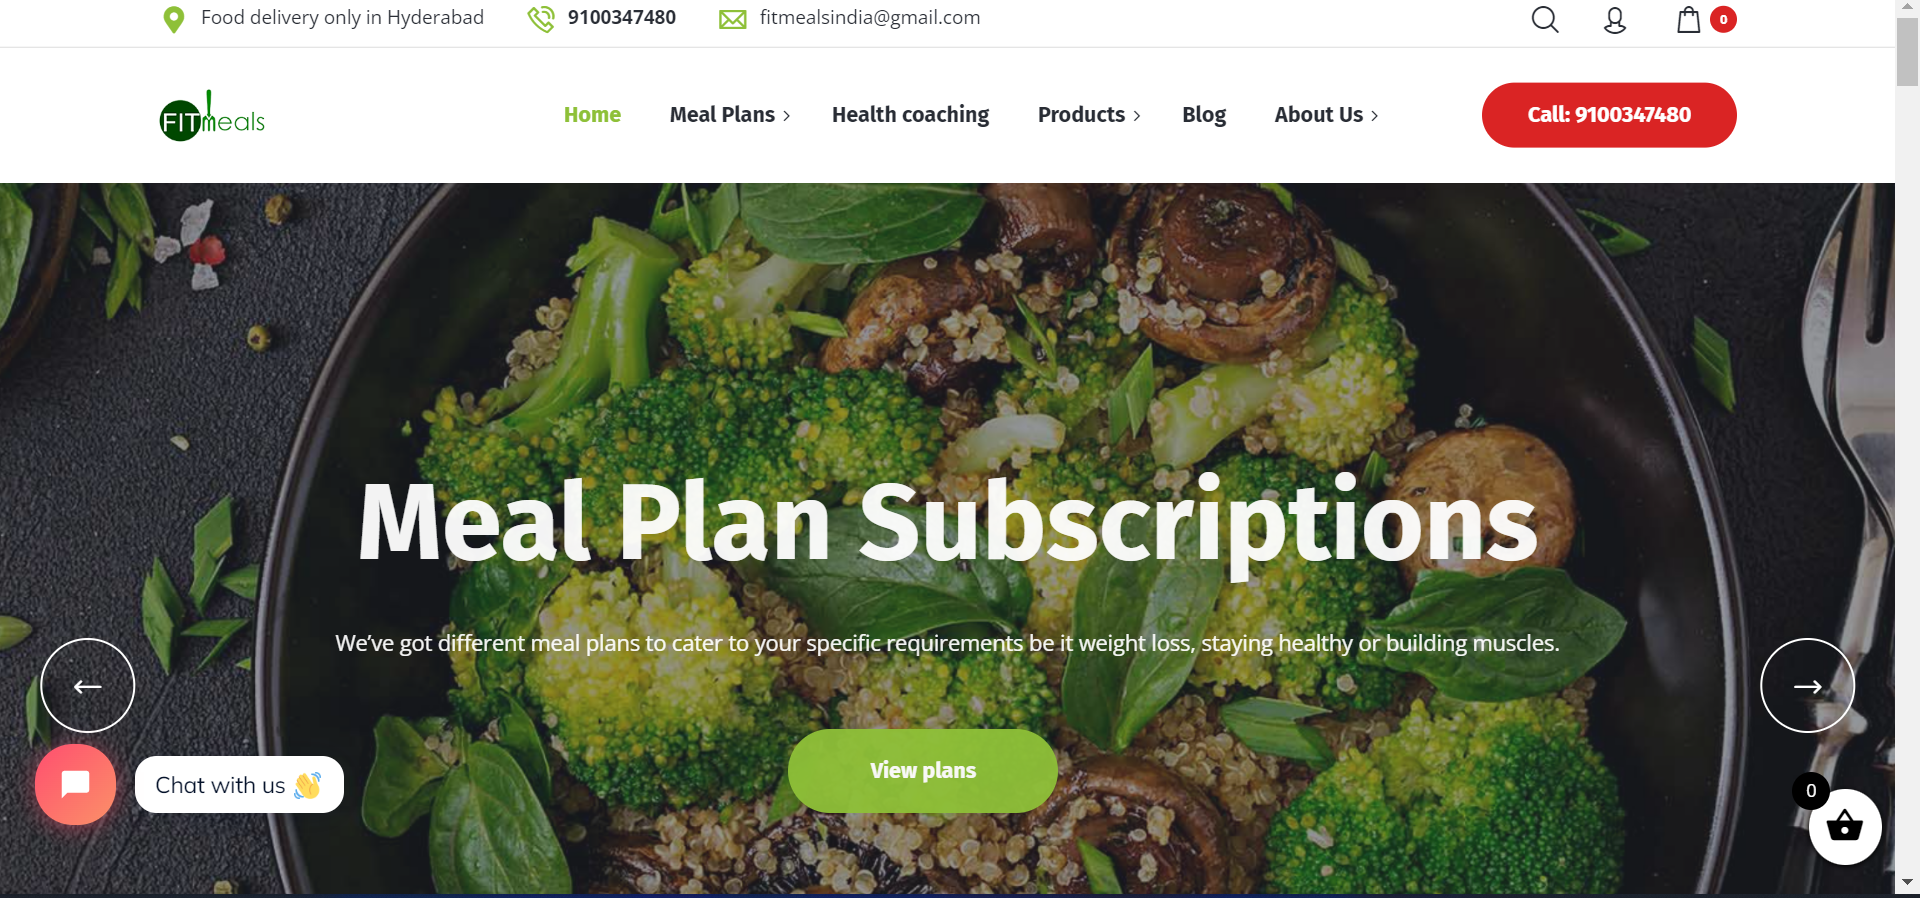 Food delivery only in Hyderabad
9100347480
fitmealsindia@gmail.com
0
FITmeals
Home
Meal Plans
Health coaching
Products
Blog
About Us
Call: 9100347480
Meal Plan Subscriptions
We’ve got different meal plans to cater to your specific requirements be it weight loss, staying healthy or building muscles.
View plans
Chat with us 👋
0